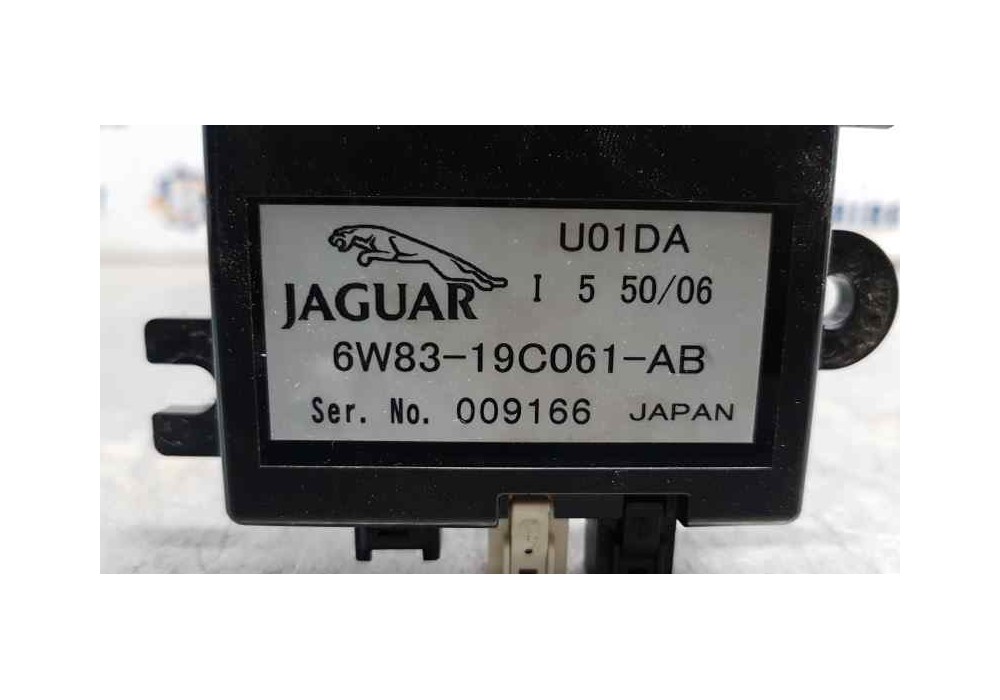 U01DA
JAGUAR I 5 50/06
6W83-19C061-AB
Ser. No. 009166 JAPAN